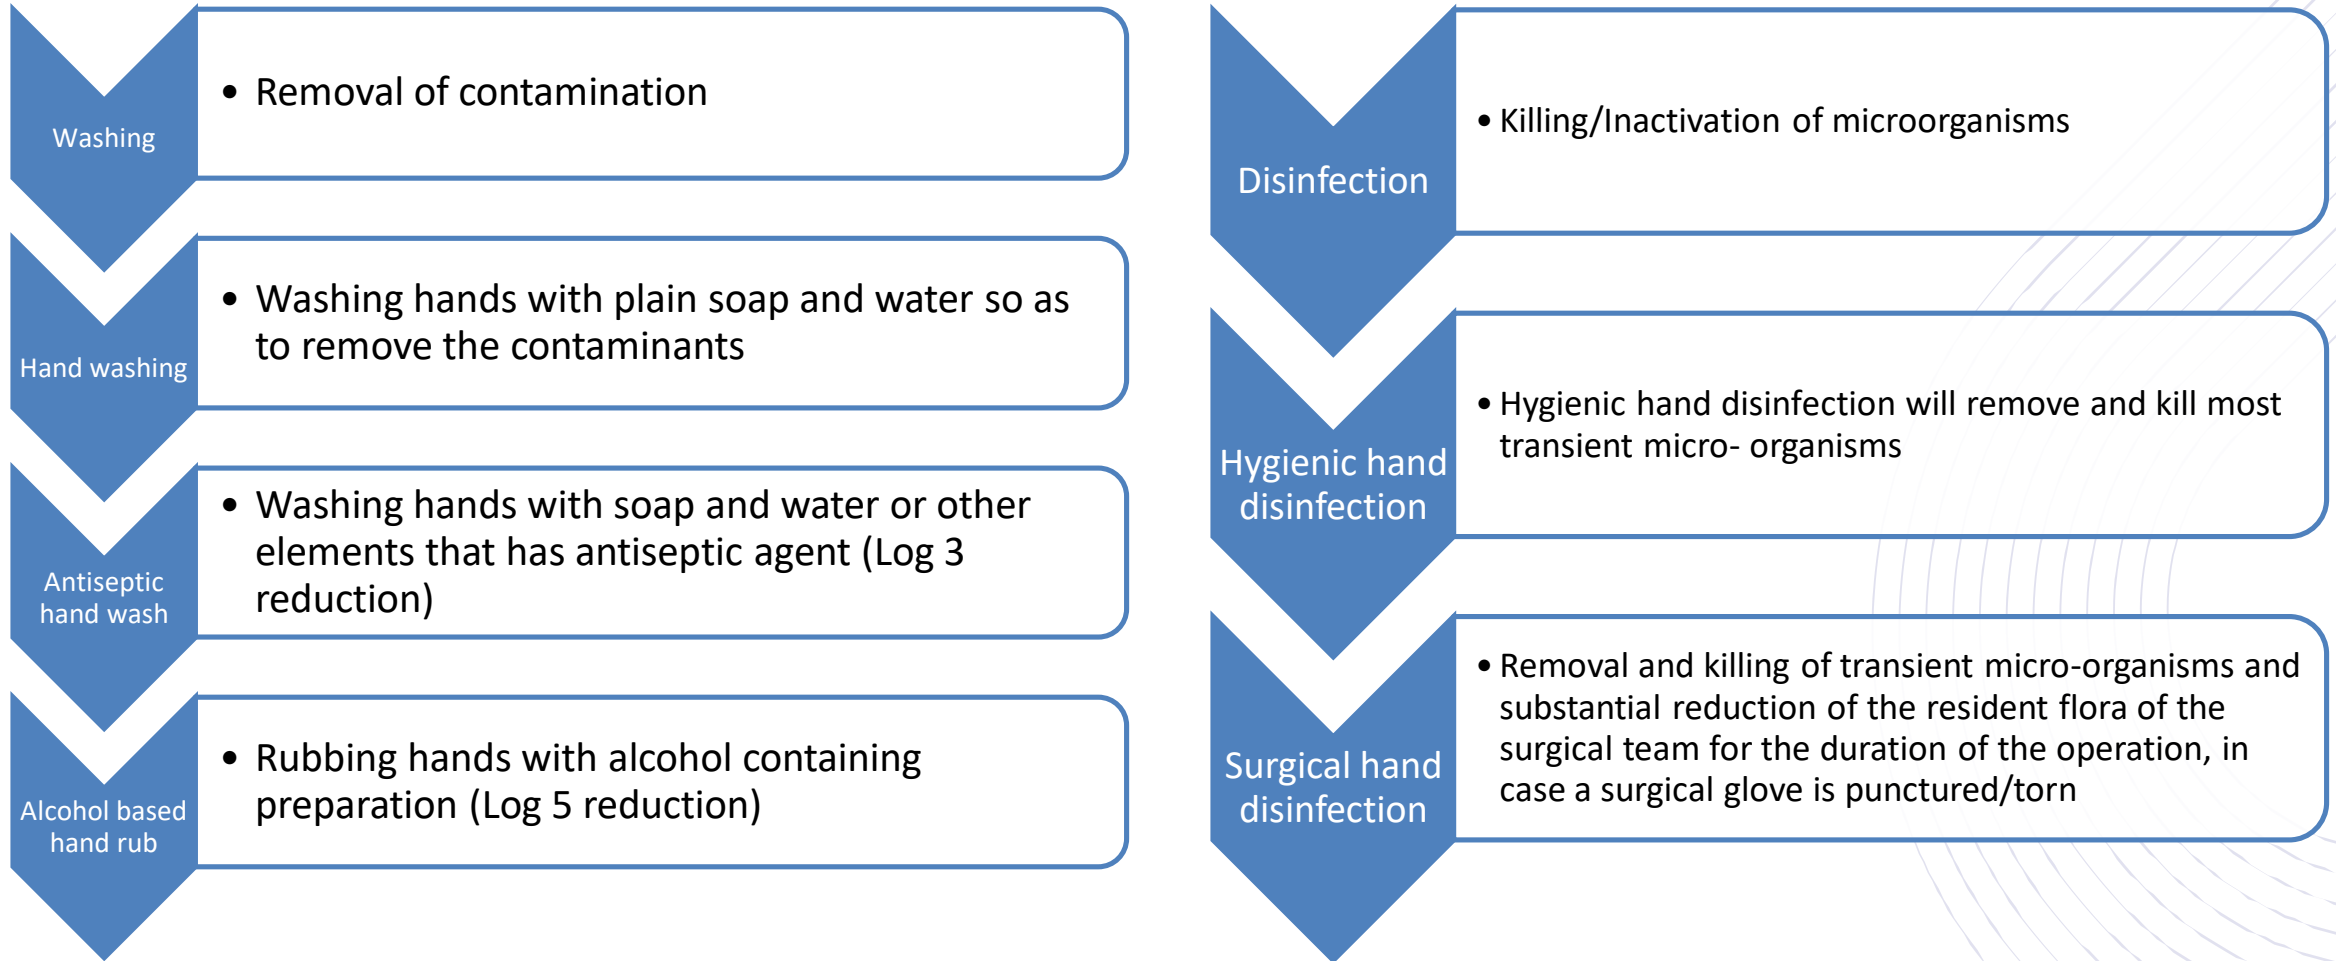 Washing
• Removal of contamination
Hand washing
• Washing hands with plain soap and water so as
to remove the contaminants
Antiseptic
hand wash
• Washing hands with soap and water or other
elements that has antiseptic agent (Log 3
reduction)
Alcohol based
hand rub
• Rubbing hands with alcohol containing
preparation (Log 5 reduction)
Disinfection
• Killing/Inactivation of microorganisms
Hygienic hand
disinfection
• Hygienic hand disinfection will remove and kill most
transient micro- organisms
Surgical hand
disinfection
• Removal and killing of transient micro-organisms and
substantial reduction of the resident flora of the
surgical team for the duration of the operation, in
case a surgical glove is punctured/torn